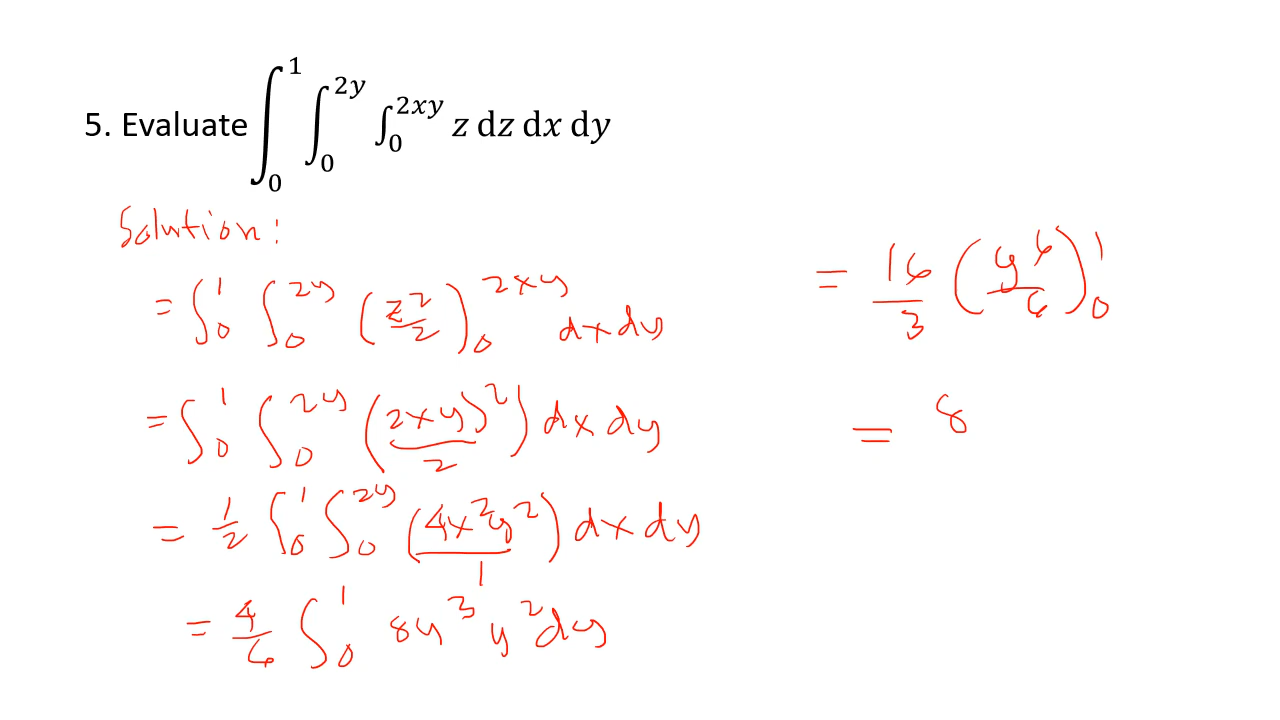 5. Evaluate ∫₀¹ ∫₀^{2y} ∫₀^{2xy} z dz dx dy
Solution:
= ∫₀¹ ∫₀^{2y} (z²/2)₀^{2xy} dx dy
= ∫₀¹ ∫₀^{2y} ((2xy)²/2) dx dy
= 1/2 ∫₀¹ ∫₀^{2y} (4x²y²)/1 dx dy
= 4/6 ∫₀¹ 8y³ y² dy
= 16/3 (y⁶/6)₀¹
= 8